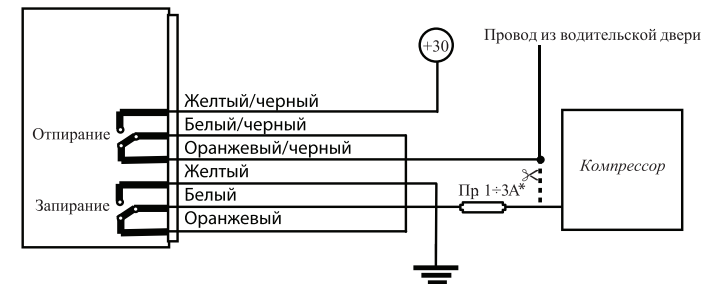 Провод из водительской двери
+30
Желтый/черный
Белый/черный
Отпирание
Оранжевый/черный
Желтый
Компрессор
Пр 1÷3А*
Белый
Запирание
Оранжевый